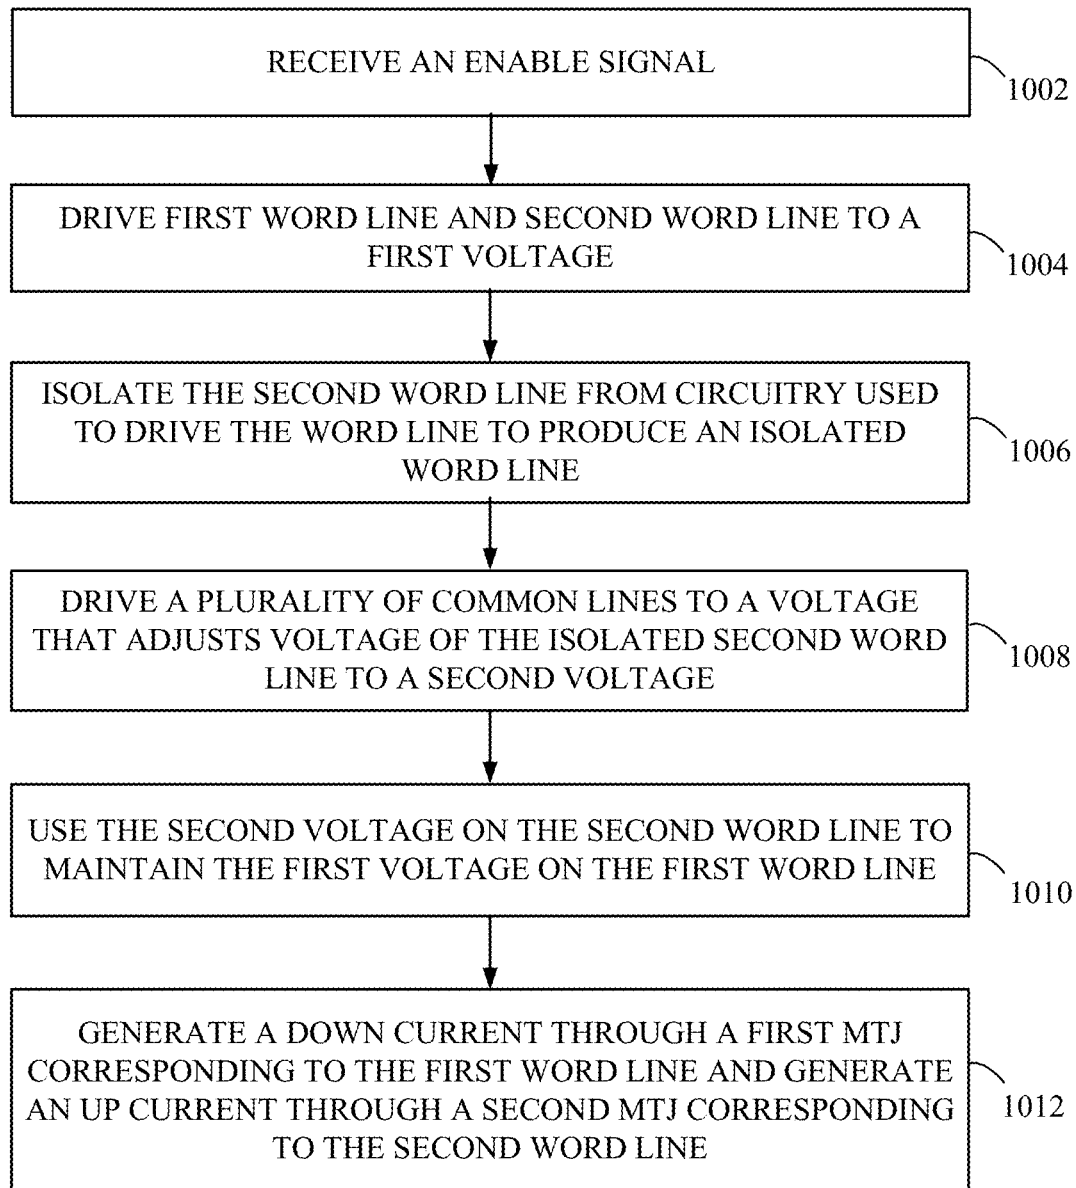 RECEIVE AN ENABLE SIGNAL
1002
DRIVE FIRST WORD LINE AND SECOND WORD LINE TO A
FIRST VOLTAGE
1004
ISOLATE THE SECOND WORD LINE FROM CIRCUITRY USED
TO DRIVE THE WORD LINE TO PRODUCE AN ISOLATED
WORD LINE
1006
DRIVE A PLURALITY OF COMMON LINES TO A VOLTAGE
THAT ADJUSTS VOLTAGE OF THE ISOLATED SECOND WORD
LINE TO A SECOND VOLTAGE
1008
USE THE SECOND VOLTAGE ON THE SECOND WORD LINE TO
MAINTAIN THE FIRST VOLTAGE ON THE FIRST WORD LINE
1010
GENERATE A DOWN CURRENT THROUGH A FIRST MTJ
CORRESPONDING TO THE FIRST WORD LINE AND GENERATE
AN UP CURRENT THROUGH A SECOND MTJ CORRESPONDING
TO THE SECOND WORD LINE
1012